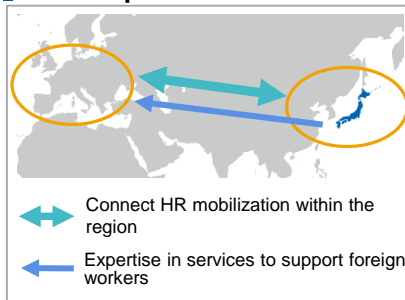 Connect HR mobilization within the
region
Expertise in services to support foreign
workers